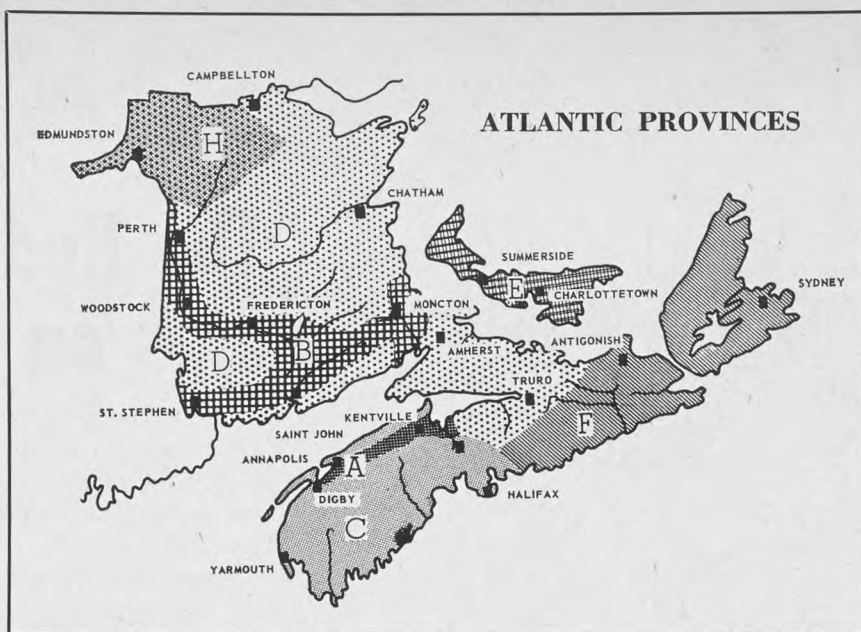 CAMPBELLTON
ATLANTIC PROVINCES
EDMUNDSTON
H
CHATHAM
PERTH
D
SUMMERSIDE
SYDNEY
E
CHARLOTTETOWN
WOODSTOCK
FREDERICTON
MONCTON
ANTIGONISH
B
AMHERST
D
TRURO
ST. STEPHEN
KENTVILLE
F
SAINT JOHN
ANNAPOLIS
A
DIGBY
HALIFAX
C
YARMOUTH